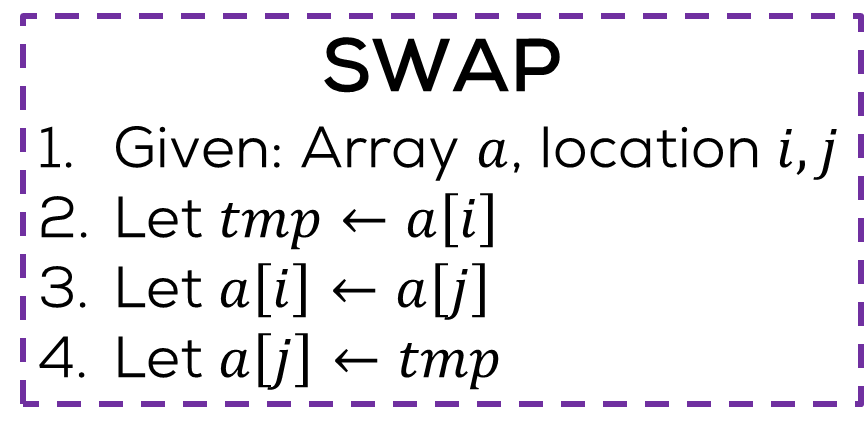 SWAP
1. Given: Array a, location i, j
2. Let tmp ← a[i]
3. Let a[i] ← a[j]
4. Let a[j] ← tmp